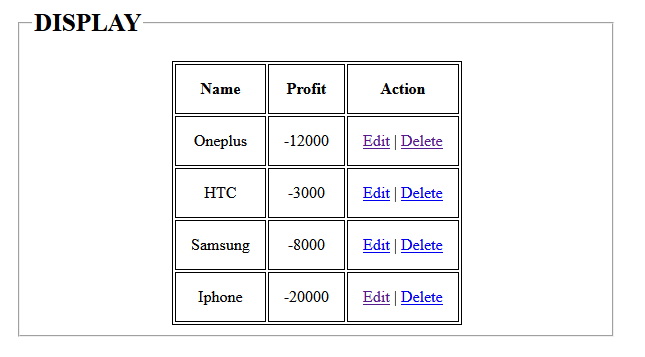 DISPLAY
Name Profit Action
Oneplus -12000 Edit | Delete
HTC -3000 Edit | Delete
Samsung -8000 Edit | Delete
Iphone -20000 Edit | Delete